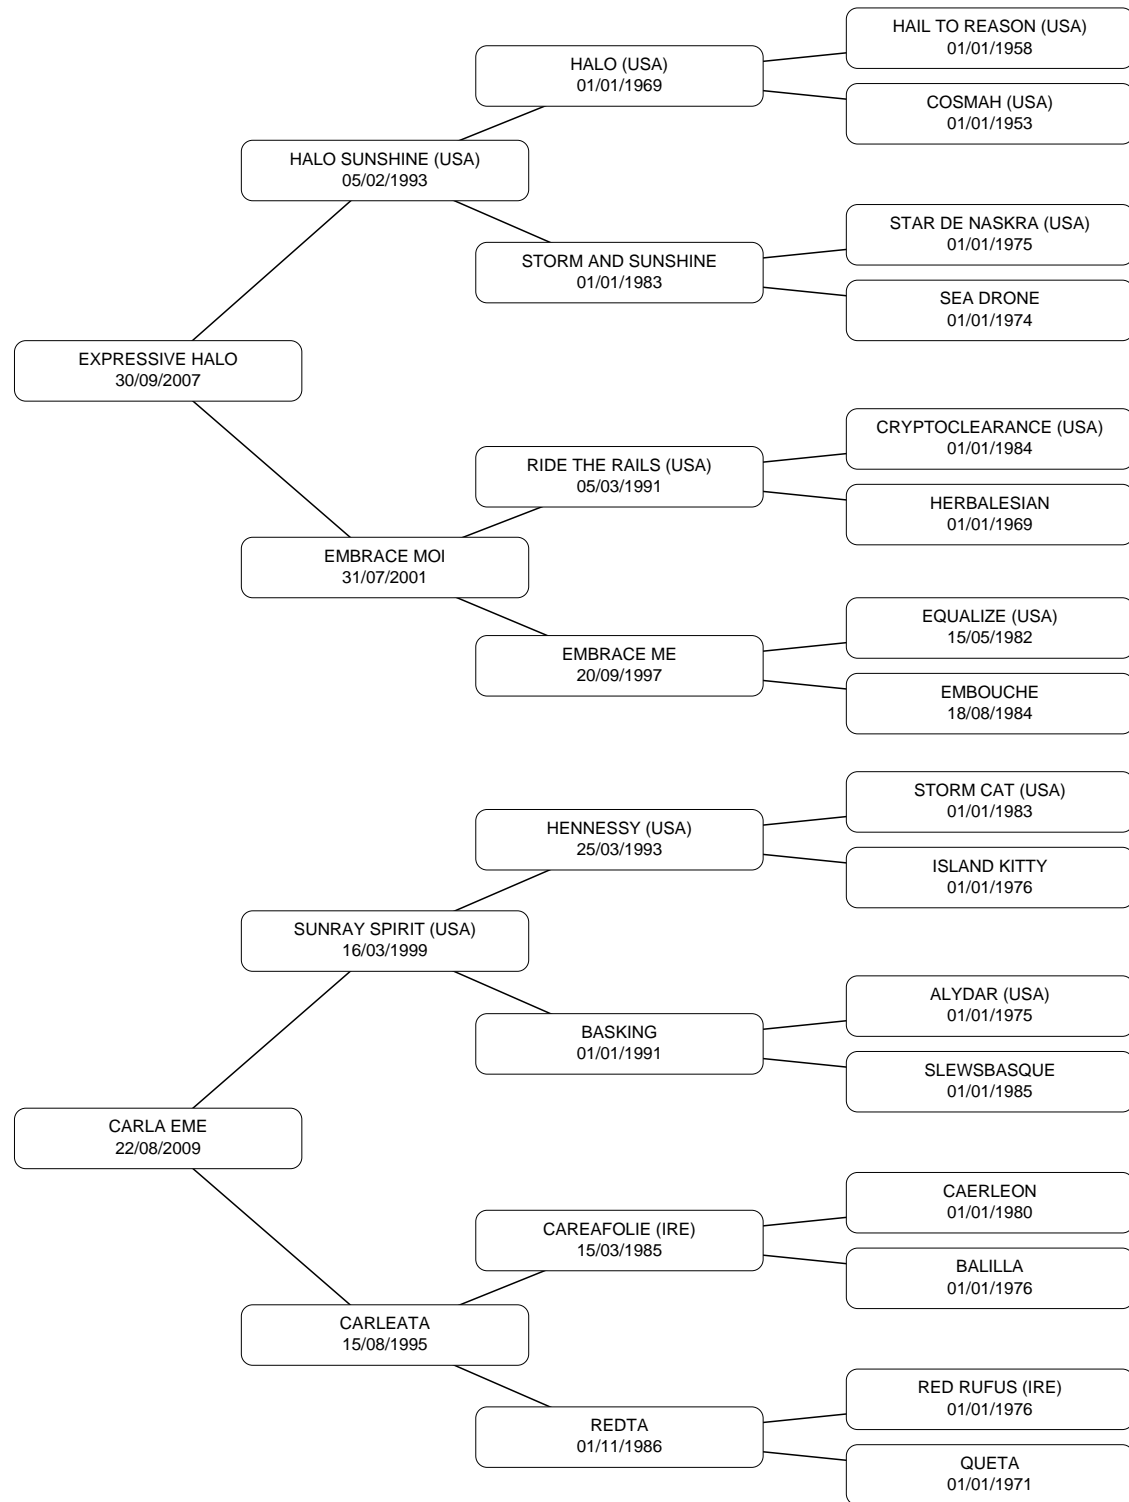 HAIL TO REASON (USA)
01/01/1958
HALO (USA)
01/01/1969
COSMAH (USA)
01/01/1953
HALO SUNSHINE (USA)
05/02/1993
STAR DE NASKRA (USA)
01/01/1975
STORM AND SUNSHINE
01/01/1983
SEA DRONE
01/01/1974
EXPRESSIVE HALO
30/09/2007
CRYPTOCLEARANCE (USA)
01/01/1984
RIDE THE RAILS (USA)
05/03/1991
HERBALESIAN
01/01/1969
EMBRACE MOI
31/07/2001
EQUALIZE (USA)
15/05/1982
EMBRACE ME
20/09/1997
EMBOUCHE
18/08/1984
STORM CAT (USA)
01/01/1983
HENNESSY (USA)
25/03/1993
ISLAND KITTY
01/01/1976
SUNRAY SPIRIT (USA)
16/03/1999
ALYDAR (USA)
01/01/1975
BASKING
01/01/1991
SLEWSBASQUE
01/01/1985
CARLA EME
22/08/2009
CAERLEON
01/01/1980
CAREAFOLIE (IRE)
15/03/1985
BALILLA
01/01/1976
CARLEATA
15/08/1995
RED RUFUS (IRE)
01/01/1976
REDTA
01/11/1986
QUETA
01/01/1971